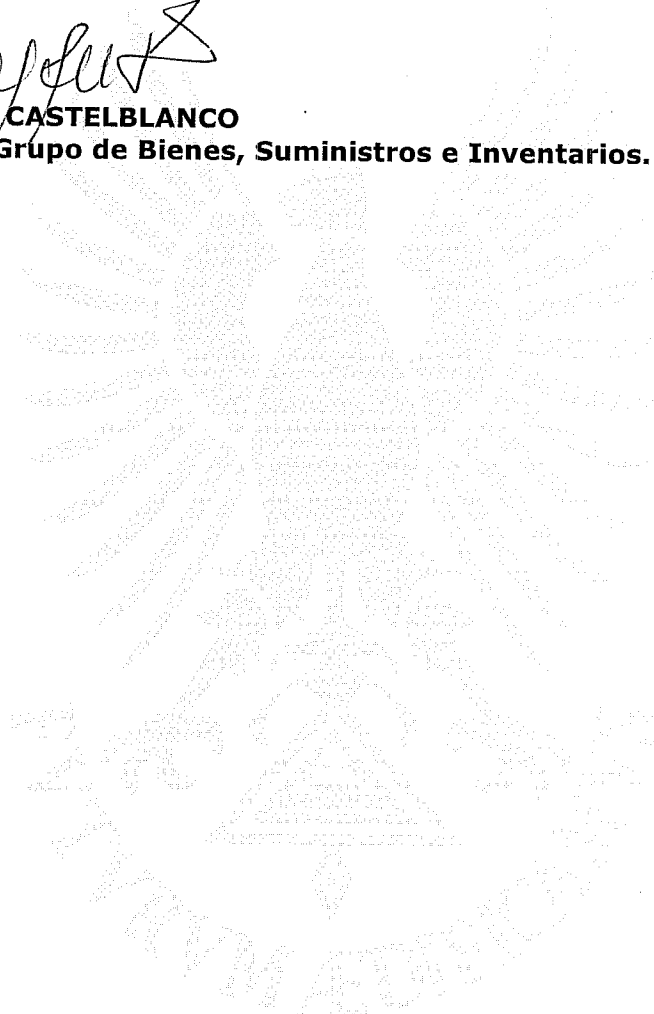 CASTELBLANCO
Grupo de Bienes, Suministros e Inventarios.